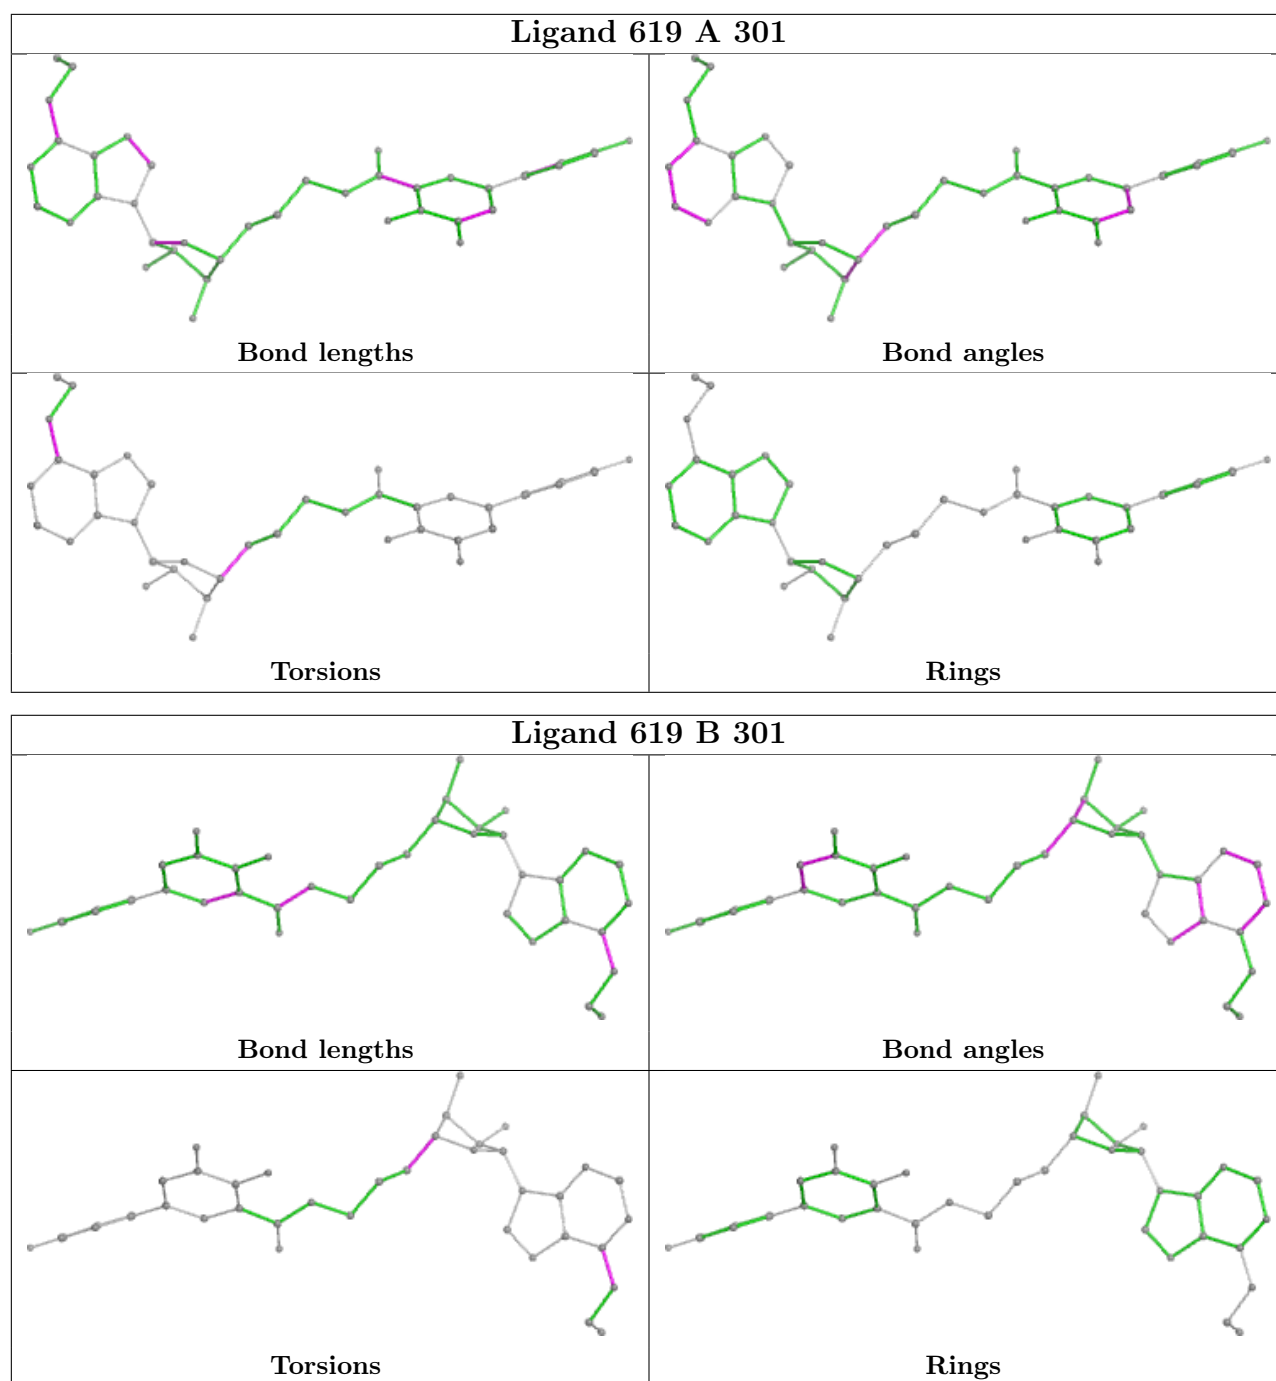 Ligand 619 A 301
Bond lengths
Bond angles
Torsions
Rings
Ligand 619 B 301
Bond lengths
Bond angles
Torsions
Rings